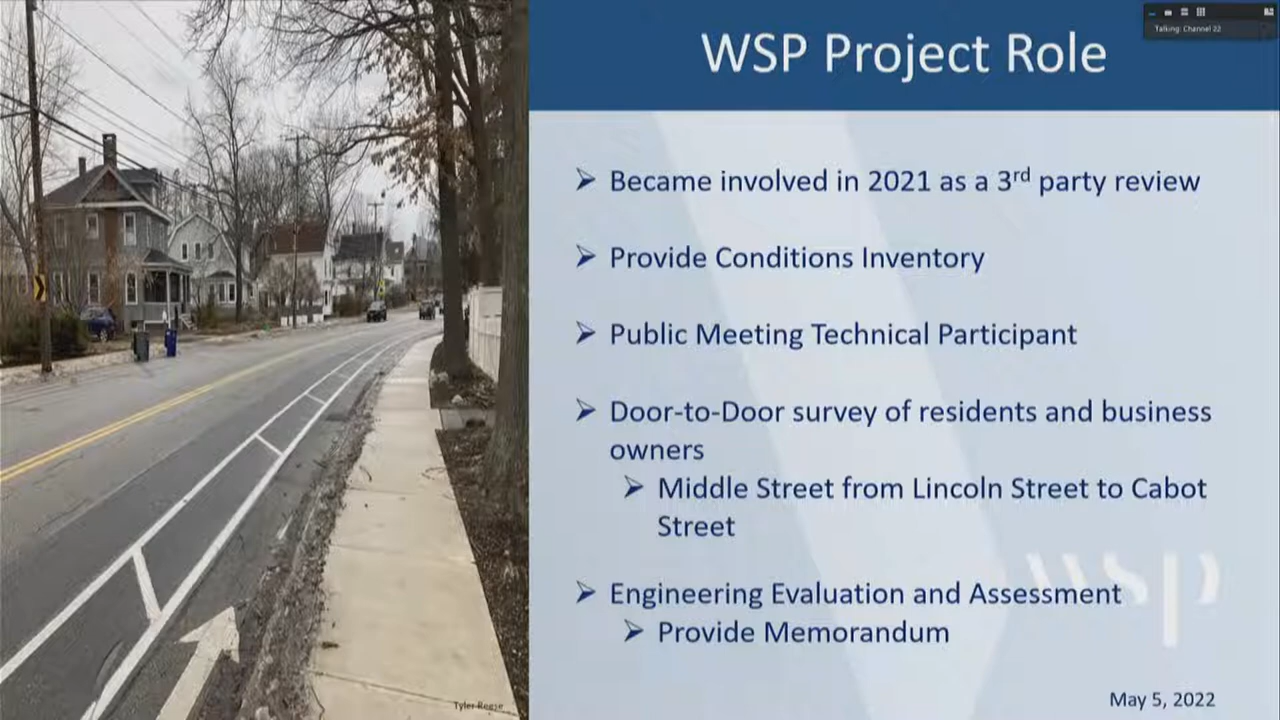 WSP Project Role
Talking: Channel 22
Became involved in 2021 as a 3rd party review
Provide Conditions Inventory
Public Meeting Technical Participant
Door-to-Door survey of residents and business
owners
Middle Street from Lincoln Street to Cabot
Street
Engineering Evaluation and Assessment
Provide Memorandum
wsp
May 5, 2022
Tyler Reese